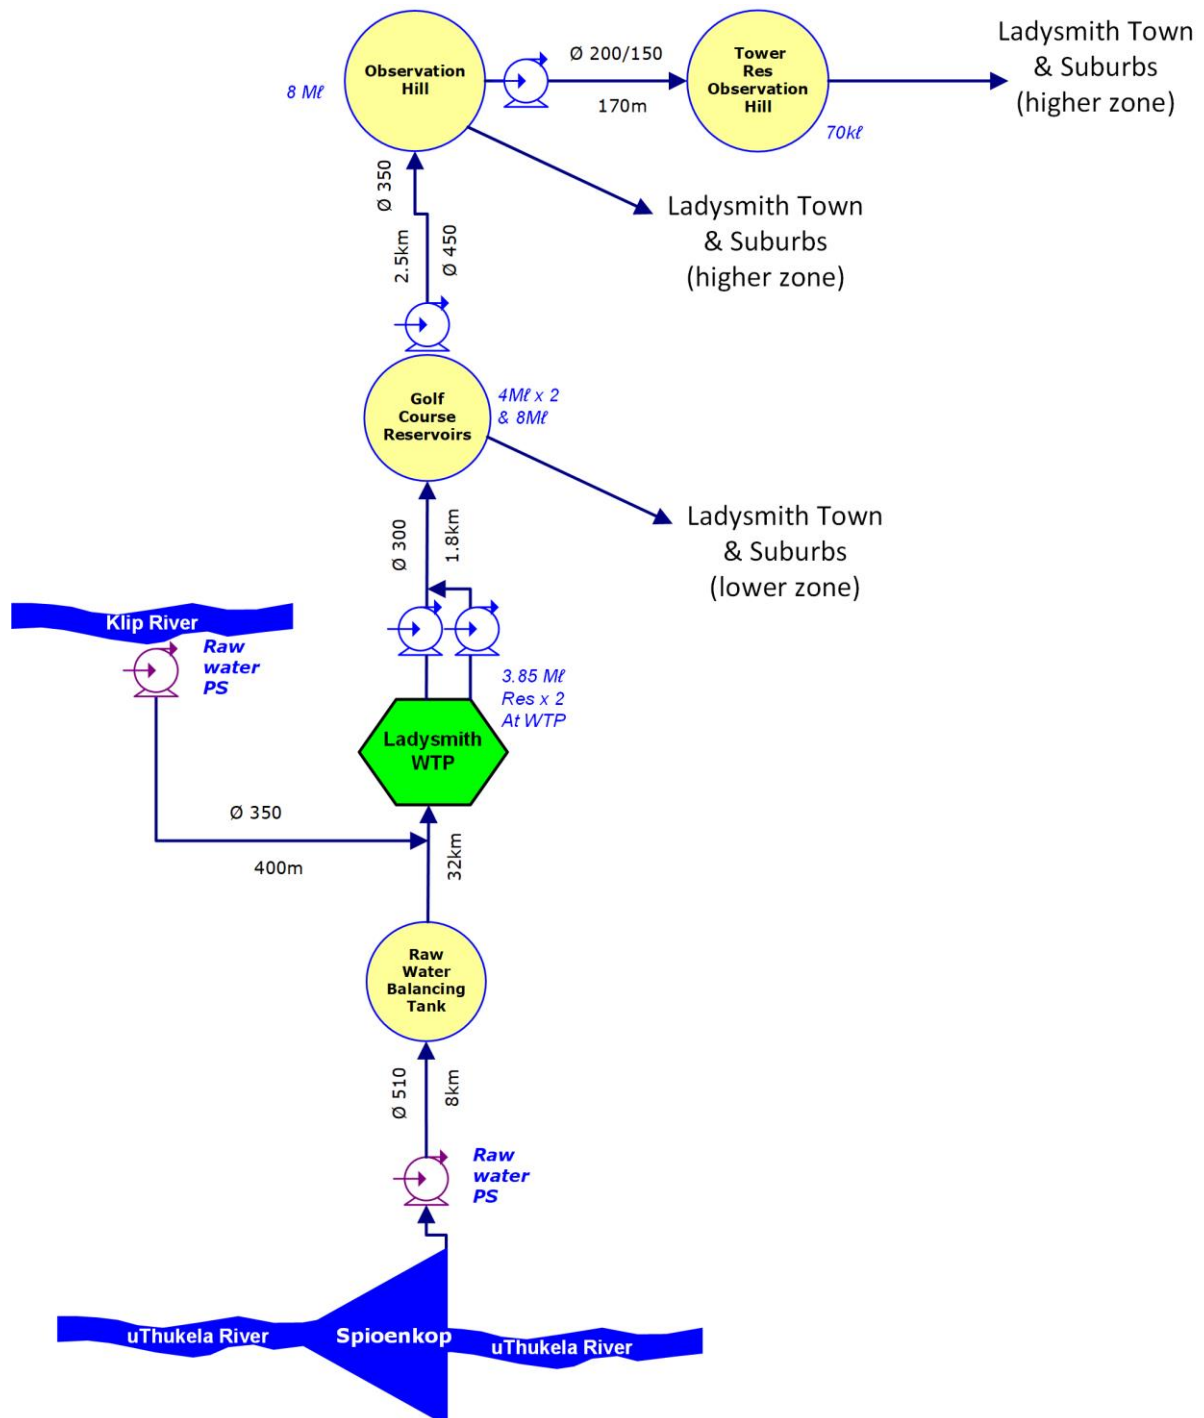 Observation
Hill
8 Mℓ
Ø 200/150
170m
Tower
Res
Observation
Hill
70kℓ
Ladysmith Town
& Suburbs
(higher zone)
Ø 350
2.5km
Ø 450
Ladysmith Town
& Suburbs
(higher zone)
Golf
Course
Reservoirs
4Mℓ x 2
& 8Mℓ
Ø 300
1.8km
Ladysmith Town
& Suburbs
(lower zone)
Klip River
Raw
water
PS
3.85 Mℓ
Res x 2
At WTP
Ladysmith
WTP
Ø 350
400m
32km
Raw
Water
Balancing
Tank
Ø 510
8km
Raw
water
PS
uThukela River
Spioenkop
uThukela River